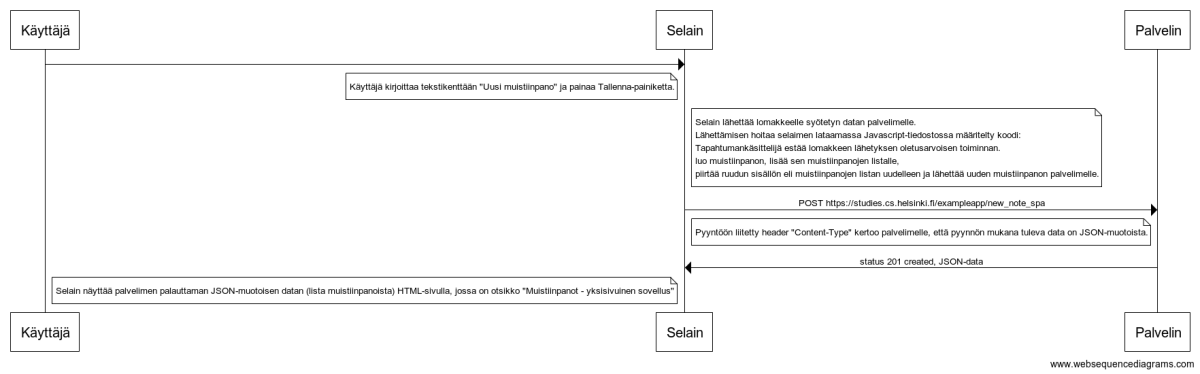 Käyttäjä
Selain
Palvelin
Käyttäjä kirjoittaa tekstikenttään "Uusi muistiinpano" ja painaa Tallenna-painiketta.
Selain lähettää lomakkeelle syötetyn datan palvelimelle.
Lähettämisen hoitaa selaimen lataamassa Javascript-tiedostossa määritelty koodi:
Tapahtumankäsittelijä estää lomakkeen lähetyksen oletusarvoisen toiminnan.
luo muistiinpanon, lisää sen muistiinpanojen listalle,
piirtää ruudun sisällön eli muistiinpanojen listan uudelleen ja lähettää uuden muistiinpanon palvelimelle.
POST https://studies.cs.helsinki.fi/exampleapp/new_note_spa
Pyyntöön liitetty header "Content-Type" kertoo palvelimelle, että pyynnön mukana tuleva data on JSON-muotoista.
status 201 created, JSON-data
Selain näyttää palvelimen palauttaman JSON-muotoisen datan (lista muistiinpanoista) HTML-sivulla, jossa on otsikko "Muistiinpanot - yksisivuinen sovellus"
Käyttäjä
Selain
Palvelin
www.websequencediagrams.com